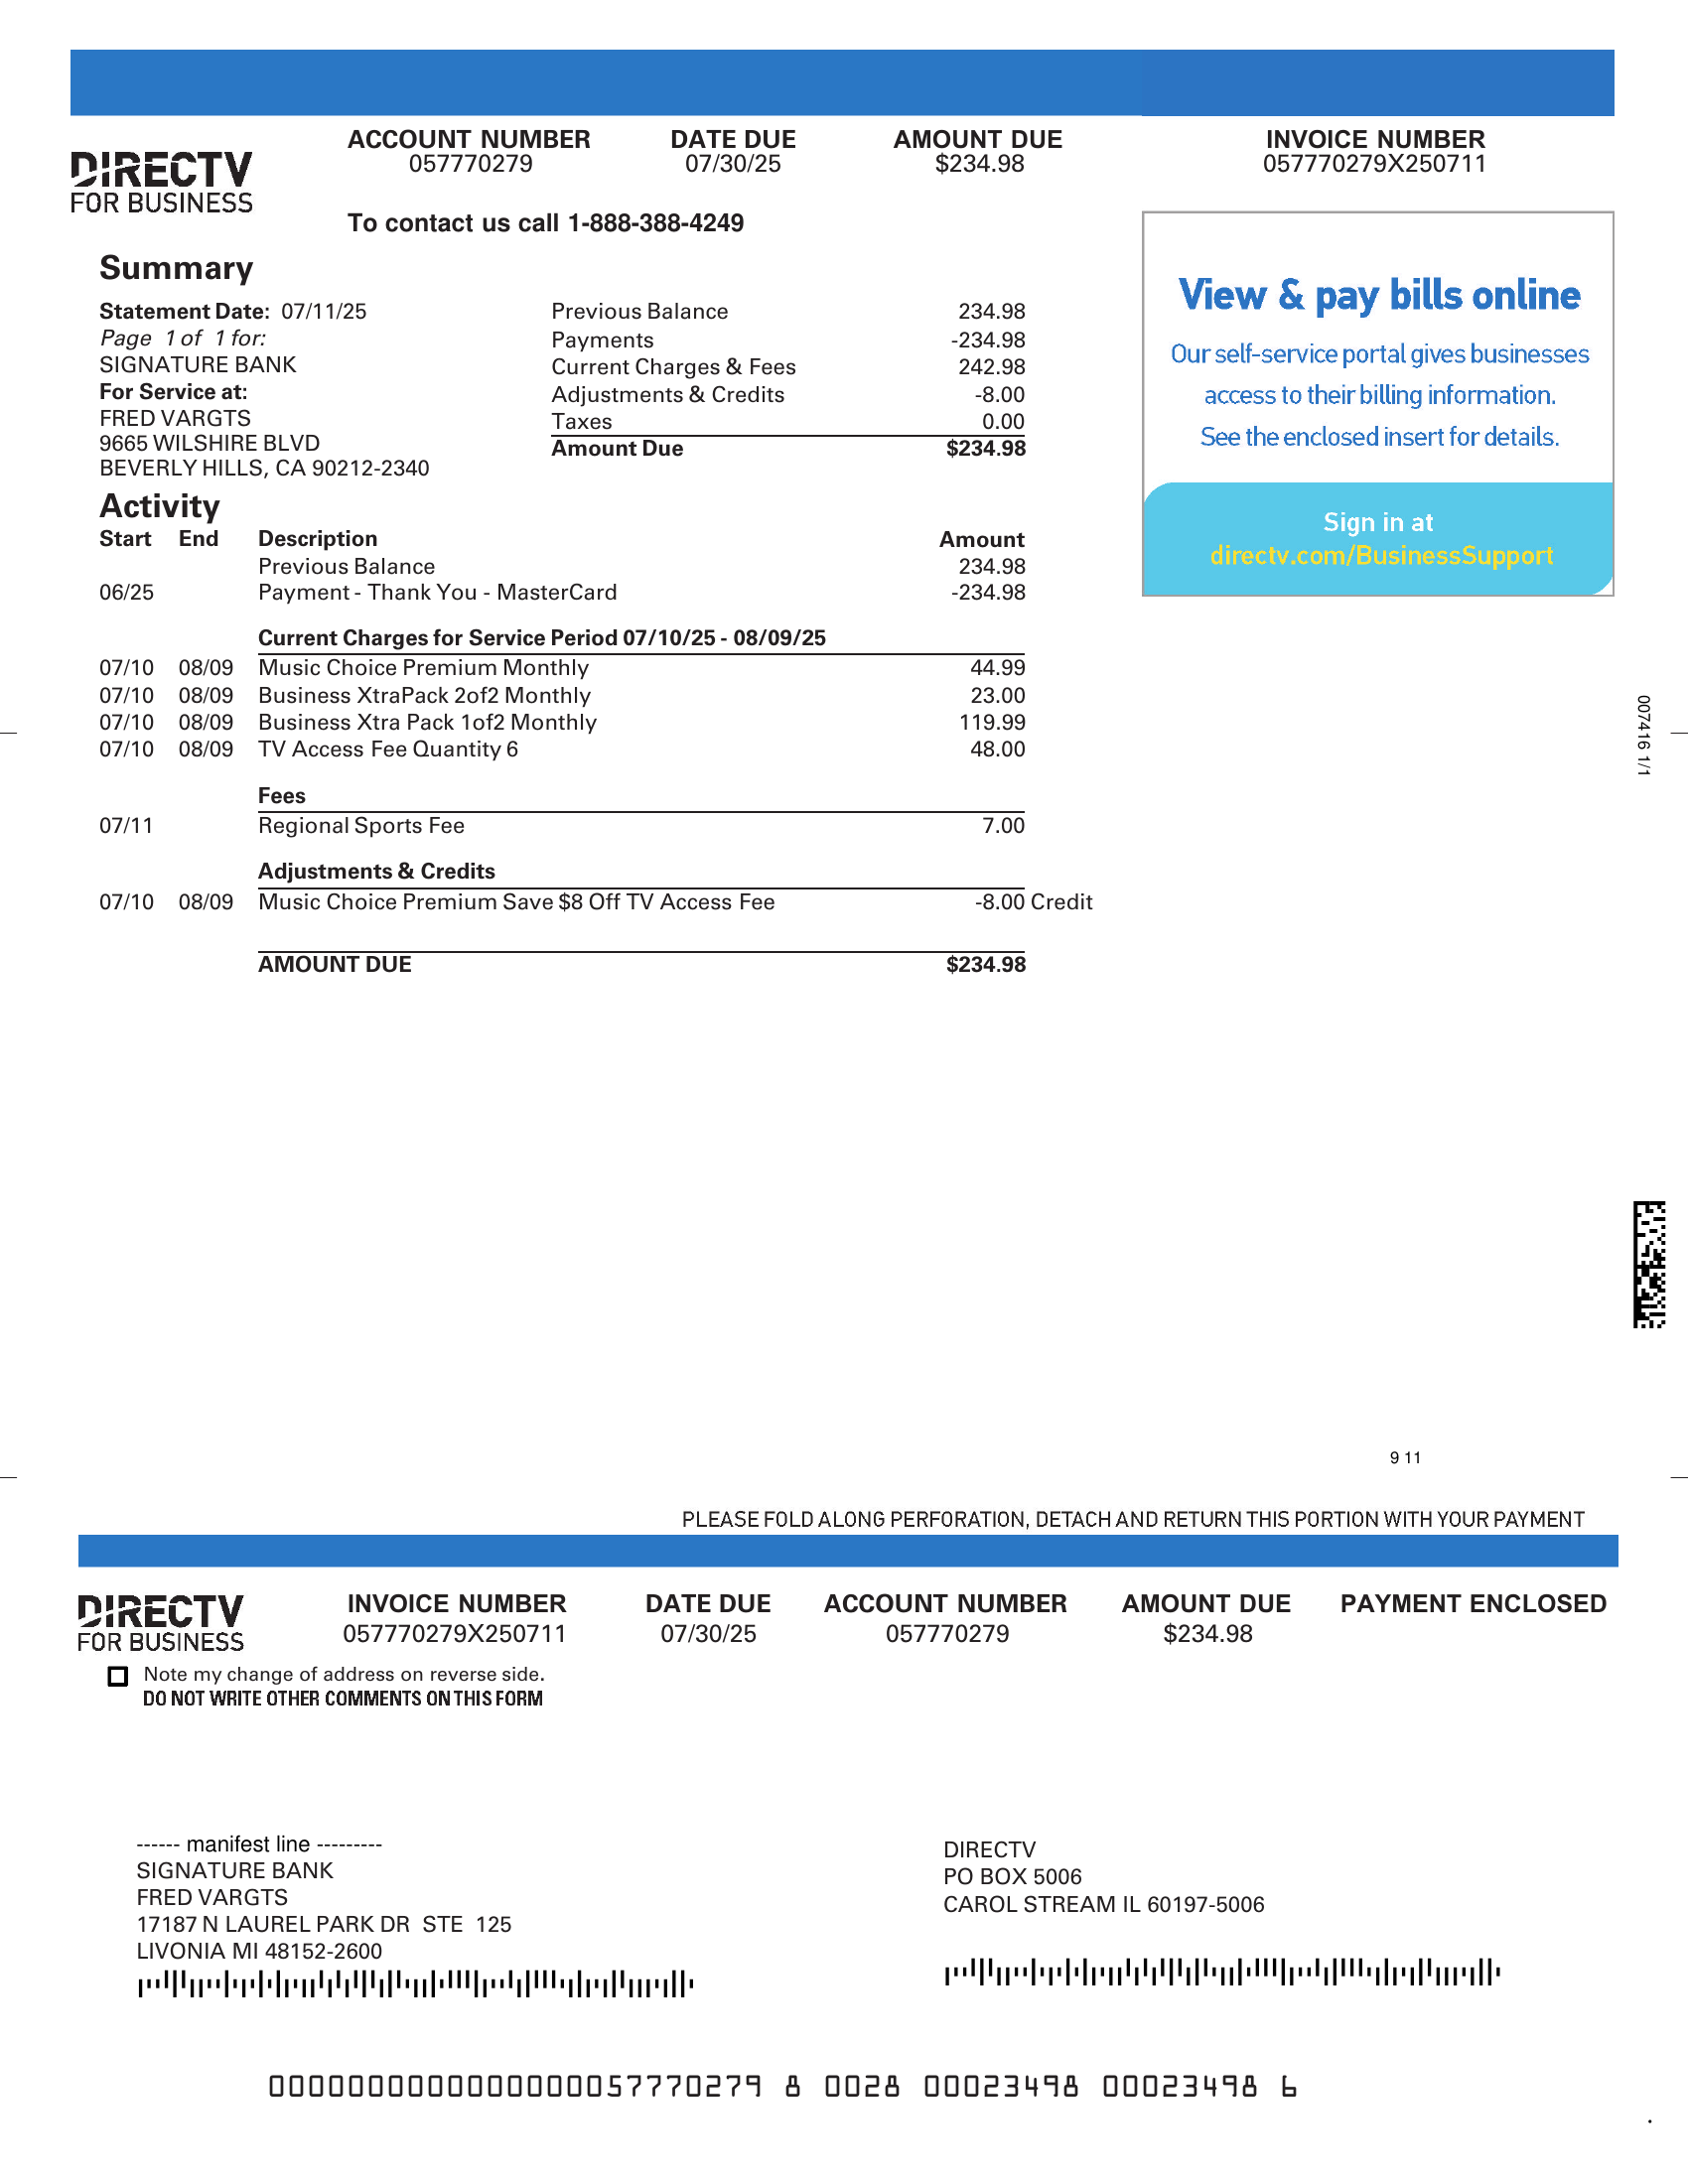 DIRECTV
FOR BUSINESS
ACCOUNT NUMBER DATE DUE AMOUNT DUE INVOICE NUMBER
057770279 07/30/25 $234.98 057770279X250711
To contact us call 1-888-388-4249
Summary
Statement Date: 07/11/25
Page 1 of 1 for:
SIGNATURE BANK
For Service at:
FRED VARGTS
9665 WILSHIRE BLVD
BEVERLY HILLS, CA 90212-2340
Previous Balance 234.98
Payments -234.98
Current Charges & Fees 242.98
Adjustments & Credits -8.00
Taxes 0.00
Amount Due $234.98
View & pay bills online
Our self-service portal gives businesses
access to their billing information.
See the enclosed insert for details.
Sign in at
directv.com/BusinessSupport
Activity
Start End Description Amount
Previous Balance 234.98
06/25 Payment - Thank You - MasterCard -234.98
Current Charges for Service Period 07/10/25 - 08/09/25
07/10 08/09 Music Choice Premium Monthly 44.99
07/10 08/09 Business XtraPack 2of2 Monthly 23.00
07/10 08/09 Business Xtra Pack 1of2 Monthly 119.99
07/10 08/09 TV Access Fee Quantity 6 48.00
Fees
07/11 Regional Sports Fee 7.00
Adjustments & Credits
07/10 08/09 Music Choice Premium Save $8 Off TV Access Fee -8.00 Credit
AMOUNT DUE $234.98
007416 1/1
9 11
PLEASE FOLD ALONG PERFORATION, DETACH AND RETURN THIS PORTION WITH YOUR PAYMENT
DIRECTV
FOR BUSINESS
INVOICE NUMBER DATE DUE ACCOUNT NUMBER AMOUNT DUE PAYMENT ENCLOSED
057770279X250711 07/30/25 057770279 $234.98
Note my change of address on reverse side.
DO NOT WRITE OTHER COMMENTS ON THIS FORM
------ manifest line ---------
SIGNATURE BANK
FRED VARGTS
17187 N LAUREL PARK DR STE 125
LIVONIA MI 48152-2600
DIRECTV
PO BOX 5006
CAROL STREAM IL 60197-5006
0000000000000000057770279 8 0028 00023498 00023498 6